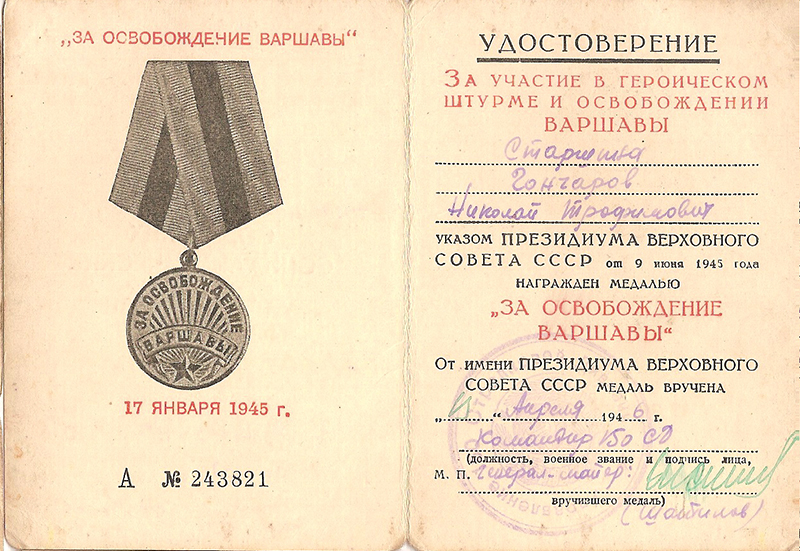 „ЗА ОСВОБОЖДЕНИЕ ВАРШАВЫ“
ЗА ОСВОБОЖДЕНИЕ
ВАРШАВЫ
17 ЯНВАРЯ 1945 г.
А № 243821
УДОСТОВЕРЕНИЕ
ЗА УЧАСТИЕ В ГЕРОИЧЕСКОМ
ШТУРМЕ И ОСВОБОЖДЕНИИ
ВАРШАВЫ
Старшина
Гончаров
Николай Трофимович
УКАЗОМ ПРЕЗИДИУМА ВЕРХОВНОГО
СОВЕТА СССР от 9 июня 1945 года
НАГРАЖДЕН МЕДАЛЬЮ
„ЗА ОСВОБОЖДЕНИЕ
ВАРШАВЫ“
От имени ПРЕЗИДИУМА ВЕРХОВНОГО
СОВЕТА СССР МЕДАЛЬ ВРУЧЕНА
„ “ Апреля 1946 г.
Командир 150 СД
(должность, военное звание и подпись лица,
М. П. Генерал-майор:
вручившего медаль)
(Шатилов)